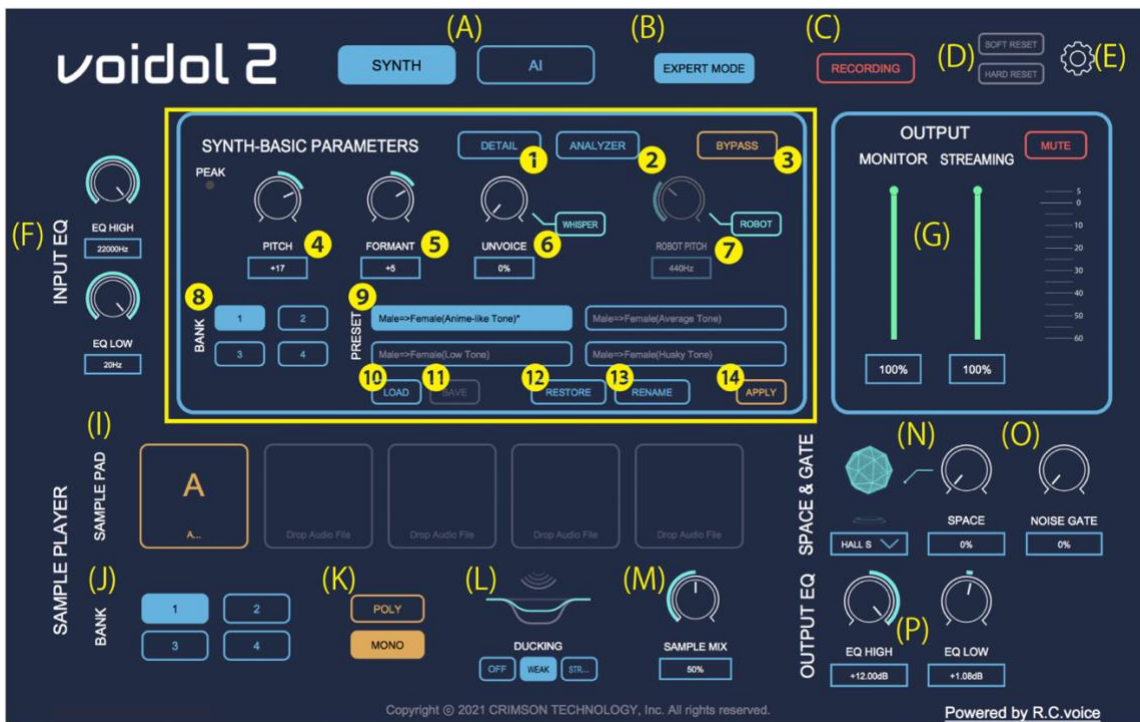 (A) (B) (C)
voidol 2 SYNTH AI EXPERT MODE RECORDING (D) SOFT RESET HARD RESET (E)
SYNTH-BASIC PARAMETERS DETAIL 1 ANALYZER 2 BYPASS 3
PEAK
WHISPER ROBOT
PITCH 4 FORMANT 5 UNVOICE 6 ROBOT PITCH 7
+17 +5 0% 440Hz
8 9
BANK 1 2 3 4
PRESET Male=>Female(Anime-like Tone)* Male=>Female(Average Tone)
Male=>Female(Low Tone) Male=>Female(Husky Tone)
10 11 12 13 14
LOAD SAVE RESTORE RENAME APPLY
(F) INPUT EQ
EQ HIGH
22000Hz
EQ LOW
20Hz
OUTPUT MUTE
MONITOR STREAMING
(G)
5
0
10
20
30
40
50
60
100% 100%
(I)
SAMPLE PLAYER
SAMPLE PAD
A
A...
Drop Audio File Drop Audio File Drop Audio File Drop Audio File
(J) BANK 1 2 3 4
(K) POLY MONO
(L) DUCKING
OFF WEAK STR...
(M) SAMPLE MIX
50%
SPACE & GATE
(N) (O)
SPACE NOISE GATE
HALL S 0% 0%
OUTPUT EQ
(P)
EQ HIGH EQ LOW
+12.00dB +1.08dB
Copyright © 2021 CRIMSON TECHNOLOGY, Inc. All rights reserved.
Powered by R.C.voice